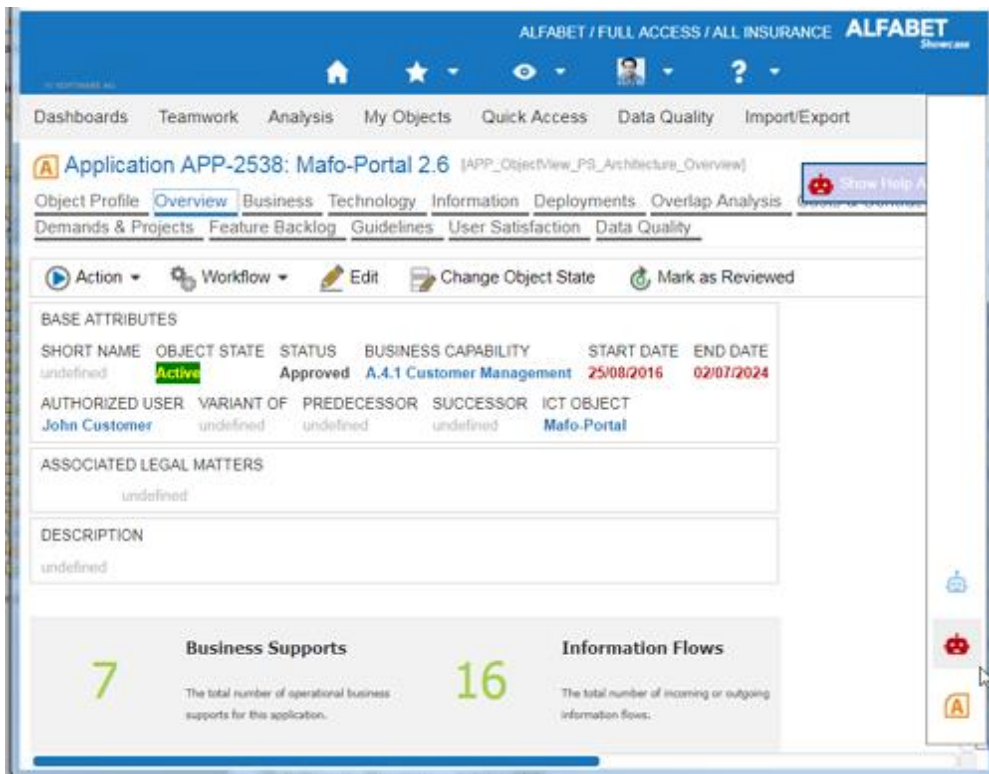 ALFABET / FULL ACCESS / ALL INSURANCE ALFABET
Showcase
Dashboards Teamwork Analysis My Objects Quick Access Data Quality Import/Export
A Application APP-2538: Mafo-Portal 2.6 [APP_ObjectView_PS_Architecture_Overview]
Show Help A
Object Profile Overview Business Technology Information Deployments Overlap Analysis
Demands & Projects Feature Backlog Guidelines User Satisfaction Data Quality
Action Workflow Edit Change Object State Mark as Reviewed
BASE ATTRIBUTES
SHORT NAME OBJECT STATE STATUS BUSINESS CAPABILITY START DATE END DATE
undefined Active Approved A.4.1 Customer Management 25/08/2016 02/07/2024
AUTHORIZED USER VARIANT OF PREDECESSOR SUCCESSOR ICT OBJECT
John Customer undefined undefined undefined Mafo-Portal
ASSOCIATED LEGAL MATTERS
undefined
DESCRIPTION
undefined
Business Supports Information Flows
7 16
The total number of operational business The total number of incoming or outgoing
supports for this application. information flows.
A